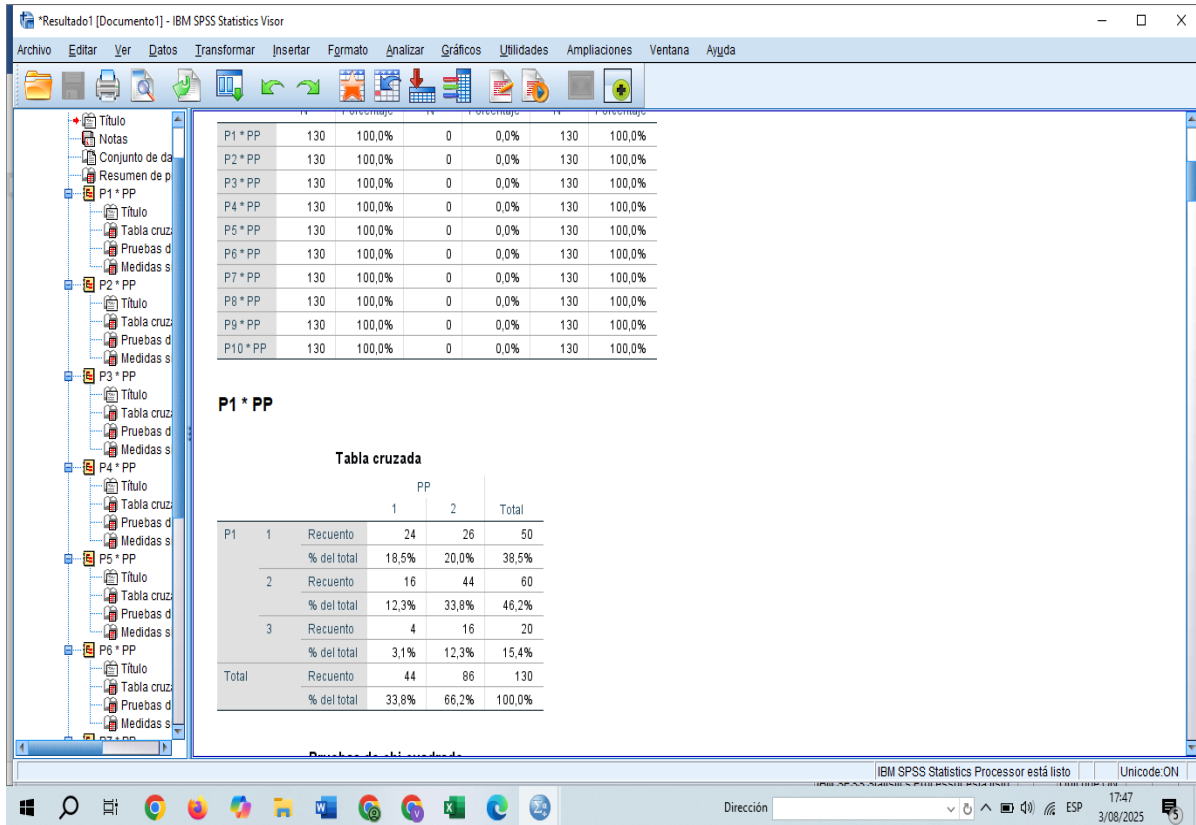 *Resultado1 [Documento1] - IBM SPSS Statistics Visor
Archivo Editar Ver Datos Transformar Insertar Formato Analizar Gráficos Utilidades Ampliaciones Ventana Ayuda
Título
Notas
Conjunto de da
Resumen de p
P1 * PP
Título
Tabla cruz
Pruebas d
Medidas s
P2 * PP
Título
Tabla cruz
Pruebas d
Medidas s
P3 * PP
Título
Tabla cruz
Pruebas d
Medidas s
P4 * PP
Título
Tabla cruz
Pruebas d
Medidas s
P5 * PP
Título
Tabla cruz
Pruebas d
Medidas s
P6 * PP
Título
Tabla cruz
Pruebas d
Medidas s
P7 * PP
N Porcentaje N Porcentaje N Porcentaje
P1 * PP 130 100,0% 0 0,0% 130 100,0%
P2 * PP 130 100,0% 0 0,0% 130 100,0%
P3 * PP 130 100,0% 0 0,0% 130 100,0%
P4 * PP 130 100,0% 0 0,0% 130 100,0%
P5 * PP 130 100,0% 0 0,0% 130 100,0%
P6 * PP 130 100,0% 0 0,0% 130 100,0%
P7 * PP 130 100,0% 0 0,0% 130 100,0%
P8 * PP 130 100,0% 0 0,0% 130 100,0%
P9 * PP 130 100,0% 0 0,0% 130 100,0%
P10 * PP 130 100,0% 0 0,0% 130 100,0%
P1 * PP
Tabla cruzada
PP
1 2 Total
P1 1 Recuento 24 26 50
% del total 18,5% 20,0% 38,5%
2 Recuento 16 44 60
% del total 12,3% 33,8% 46,2%
3 Recuento 4 16 20
% del total 3,1% 12,3% 15,4%
Total Recuento 44 86 130
% del total 33,8% 66,2% 100,0%
Pruebas de chi-cuadrado
IBM SPSS Statistics Processor está listo Unicode:ON
Dirección
ESP
17:47
3/08/2025
5